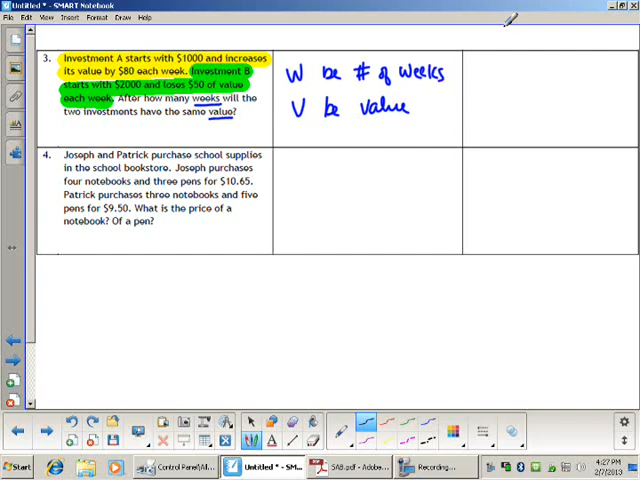 Untitled * - SMART Notebook
File Edit View Insert Format Tools Draw Help
3. Investment A starts with $1000 and increases
its value by $80 each week. Investment B
starts with $2000 and loses $50 of value
each week. After how many weeks will the
two investments have the same value?
W be # of weeks
V be value
4. Joseph and Patrick purchase school supplies
in the school bookstore. Joseph purchases
four notebooks and three pens for $10.65.
Patrick purchases three notebooks and five
pens for $9.50. What is the price of a
notebook? Of a pen?
Start
Control Panel\All...
Untitled * - SM...
SAB.pdf - Adobe...
Recording...
4:27 PM
2/7/2013